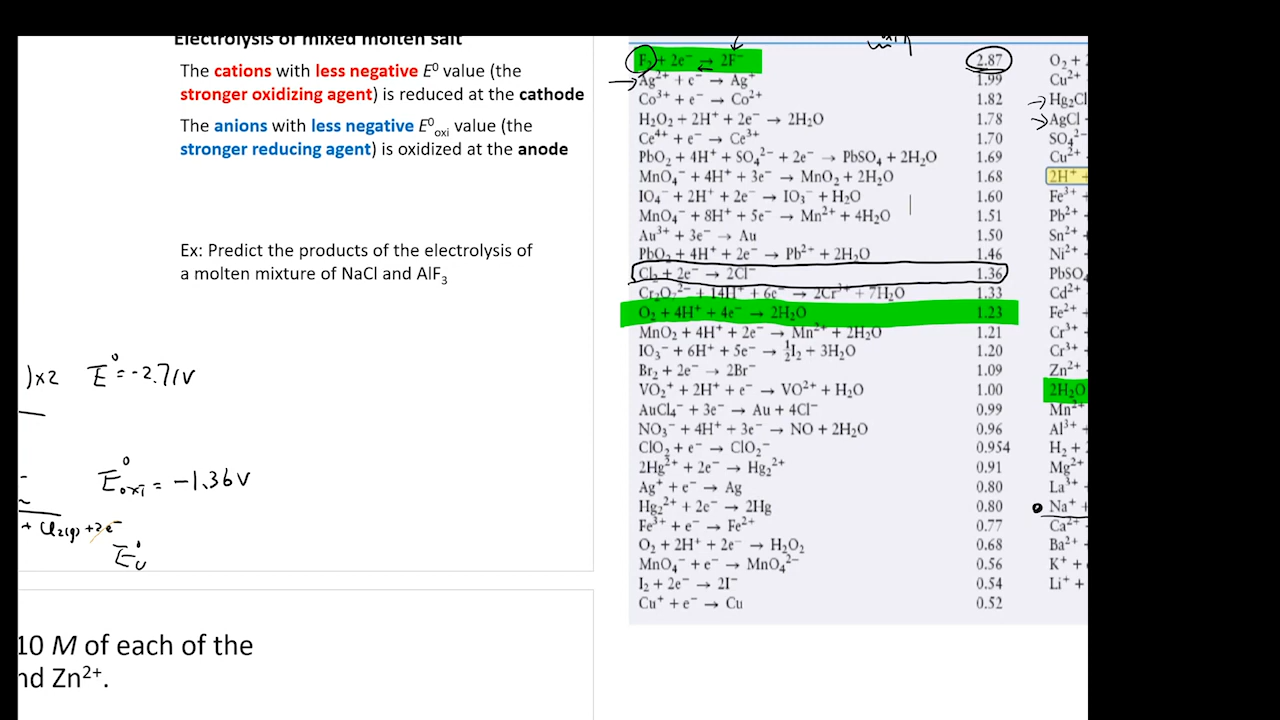 Electrolysis of mixed molten salt
The cations with less negative E⁰ value (the
stronger oxidizing agent) is reduced at the cathode
The anions with less negative E⁰oxi value (the
stronger reducing agent) is oxidized at the anode
Ex: Predict the products of the electrolysis of
a molten mixture of NaCl and AlF₃
)x2 E° = -2.71V
E°oxi = -1.36V
+ Cl₂(g) + 2e⁻
E°
10 M of each of the
nd Zn²⁺.
F₂ + 2e⁻ → 2F⁻ 2.87
Ag²⁺ + e⁻ → Ag⁺ 1.99
Co³⁺ + e⁻ → Co²⁺ 1.82
H₂O₂ + 2H⁺ + 2e⁻ → 2H₂O 1.78
Ce⁴⁺ + e⁻ → Ce³⁺ 1.70
PbO₂ + 4H⁺ + SO₄²⁻ + 2e⁻ → PbSO₄ + 2H₂O 1.69
MnO₄⁻ + 4H⁺ + 3e⁻ → MnO₂ + 2H₂O 1.68
IO₄⁻ + 2H⁺ + 2e⁻ → IO₃⁻ + H₂O 1.60
MnO₄⁻ + 8H⁺ + 5e⁻ → Mn²⁺ + 4H₂O 1.51
Au³⁺ + 3e⁻ → Au 1.50
PbO₂ + 4H⁺ + 2e⁻ → Pb²⁺ + 2H₂O 1.46
Cl₂ + 2e⁻ → 2Cl⁻ 1.36
Cr₂O₇²⁻ + 14H⁺ + 6e⁻ → 2Cr³⁺ + 7H₂O 1.33
O₂ + 4H⁺ + 4e⁻ → 2H₂O 1.23
MnO₂ + 4H⁺ + 2e⁻ → Mn²⁺ + 2H₂O 1.21
IO₃⁻ + 6H⁺ + 5e⁻ → ½I₂ + 3H₂O 1.20
Br₂ + 2e⁻ → 2Br⁻ 1.09
VO₂⁺ + 2H⁺ + e⁻ → VO²⁺ + H₂O 1.00
AuCl₄⁻ + 3e⁻ → Au + 4Cl⁻ 0.99
NO₃⁻ + 4H⁺ + 3e⁻ → NO + 2H₂O 0.96
ClO₂ + e⁻ → ClO₂⁻ 0.954
2Hg²⁺ + 2e⁻ → Hg₂²⁺ 0.91
Ag⁺ + e⁻ → Ag 0.80
Hg₂²⁺ + 2e⁻ → 2Hg 0.80
Fe³⁺ + e⁻ → Fe²⁺ 0.77
O₂ + 2H⁺ + 2e⁻ → H₂O₂ 0.68
MnO₄⁻ + e⁻ → MnO₄²⁻ 0.56
I₂ + 2e⁻ → 2I⁻ 0.54
Cu⁺ + e⁻ → Cu 0.52
O₂ + 2
Cu²⁺
Hg₂Cl
AgCl
SO₄²⁻
Cu²⁺
2H⁺ +
Fe³⁺
Pb²⁺
Sn²⁺
Ni²⁺
PbSO
Cd²⁺
Fe²⁺
Cr³⁺
Cr³⁺
Zn²⁺
2H₂O
Mn²⁺
Al³⁺
H₂ +
Mg²⁺
La³⁺
Na⁺ +
Ca²⁺
Ba²⁺
K⁺ +
Li⁺ +